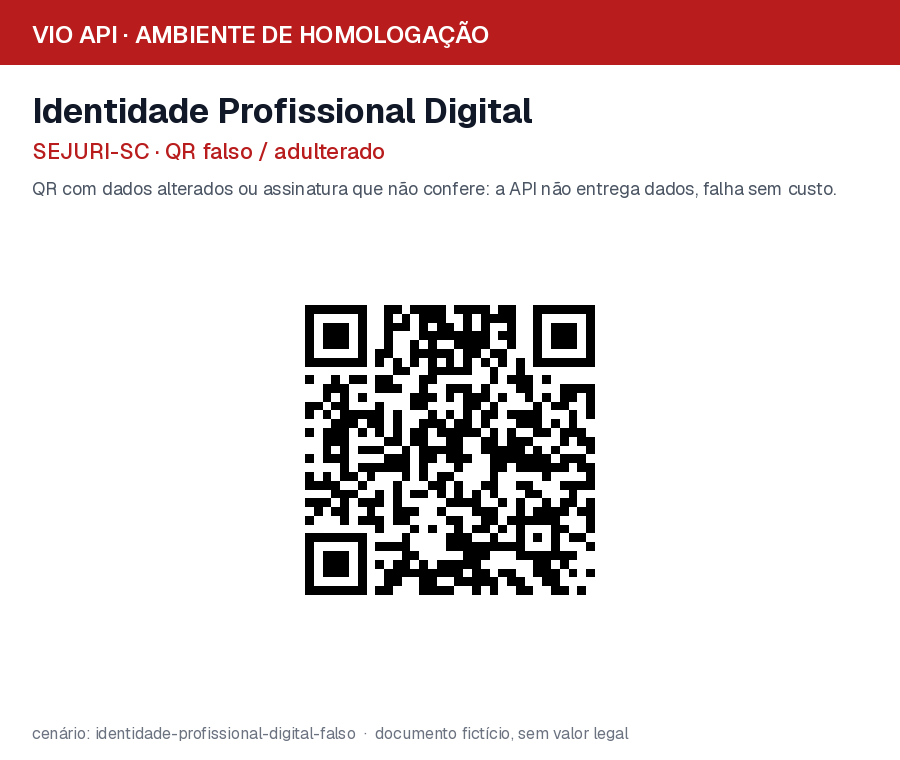 VIO API · AMBIENTE DE HOMOLOGAÇÃO
Identidade Profissional Digital
SEJURI-SC · QR falso / adulterado
QR com dados alterados ou assinatura que não confere: a API não entrega dados, falha sem custo.
cenário: identidade-profissional-digital-falso · documento fictício, sem valor legal